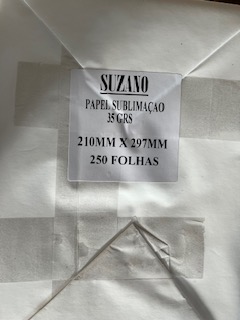 SUZANO
PAPEL SUBLIMAÇAO
35 GRS
210MM X 297MM
250 FOLHAS